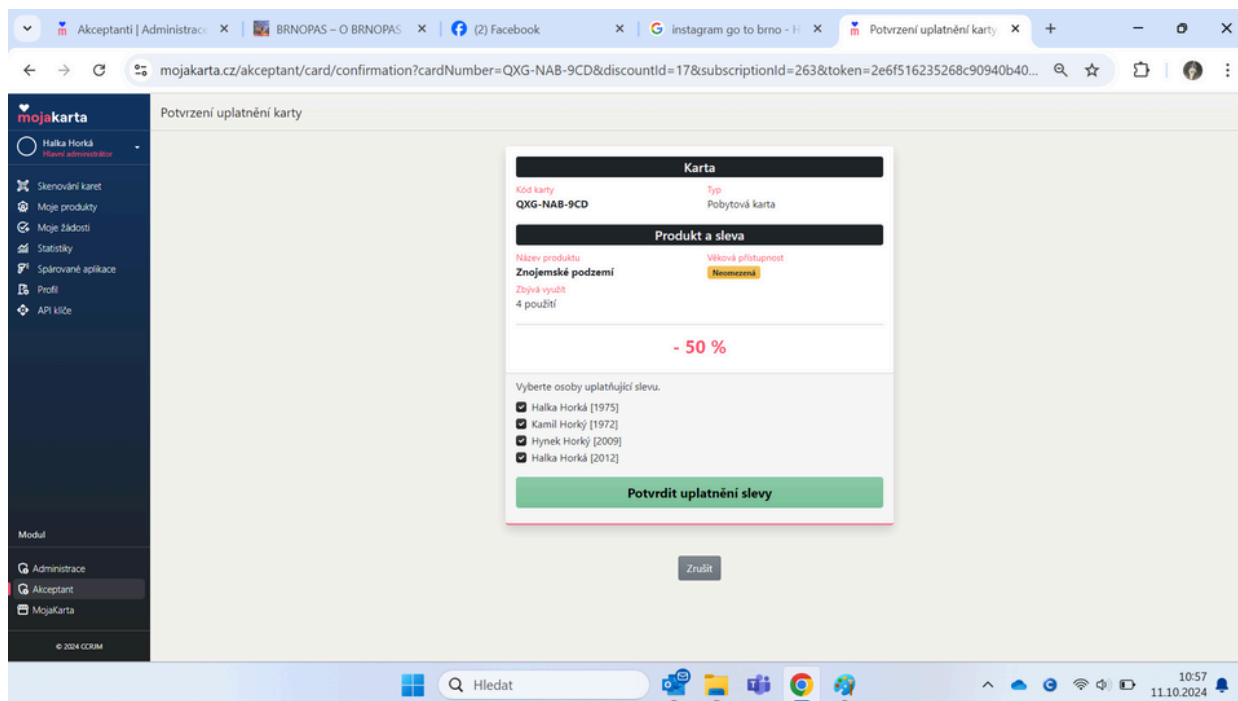 Akceptanti | Administrace
BRNOPAS – O BRNOPAS
(2) Facebook
instagram go to brno - H
Potvrzení uplatnění karty
mojakarta.cz/akceptant/card/confirmation?cardNumber=QXG-NAB-9CD&discountId=17&subscriptionId=263&token=2e6f516235268c90940b40...
mojakarta
Potvrzení uplatnění karty
Halka Horká
Hlavní administrátor
Skenování karet
Moje produkty
Moje žádosti
Statistiky
Spárované aplikace
Profil
API klíče
Karta
Kód karty
Typ
QXG-NAB-9CD
Pobytová karta
Produkt a sleva
Název produktu
Věková přístupnost
Znojemské podzemí
Neomezená
Zbývá využít
4 použití
- 50 %
Vyberte osoby uplatňující slevu.
Halka Horká [1975]
Kamil Horký [1972]
Hynek Horký [2009]
Halka Horká [2012]
Potvrdit uplatnění slevy
Zrušit
Modul
Administrace
Akceptant
MojaKarta
© 2024 CCRJM
Hledat
10:57
11.10.2024